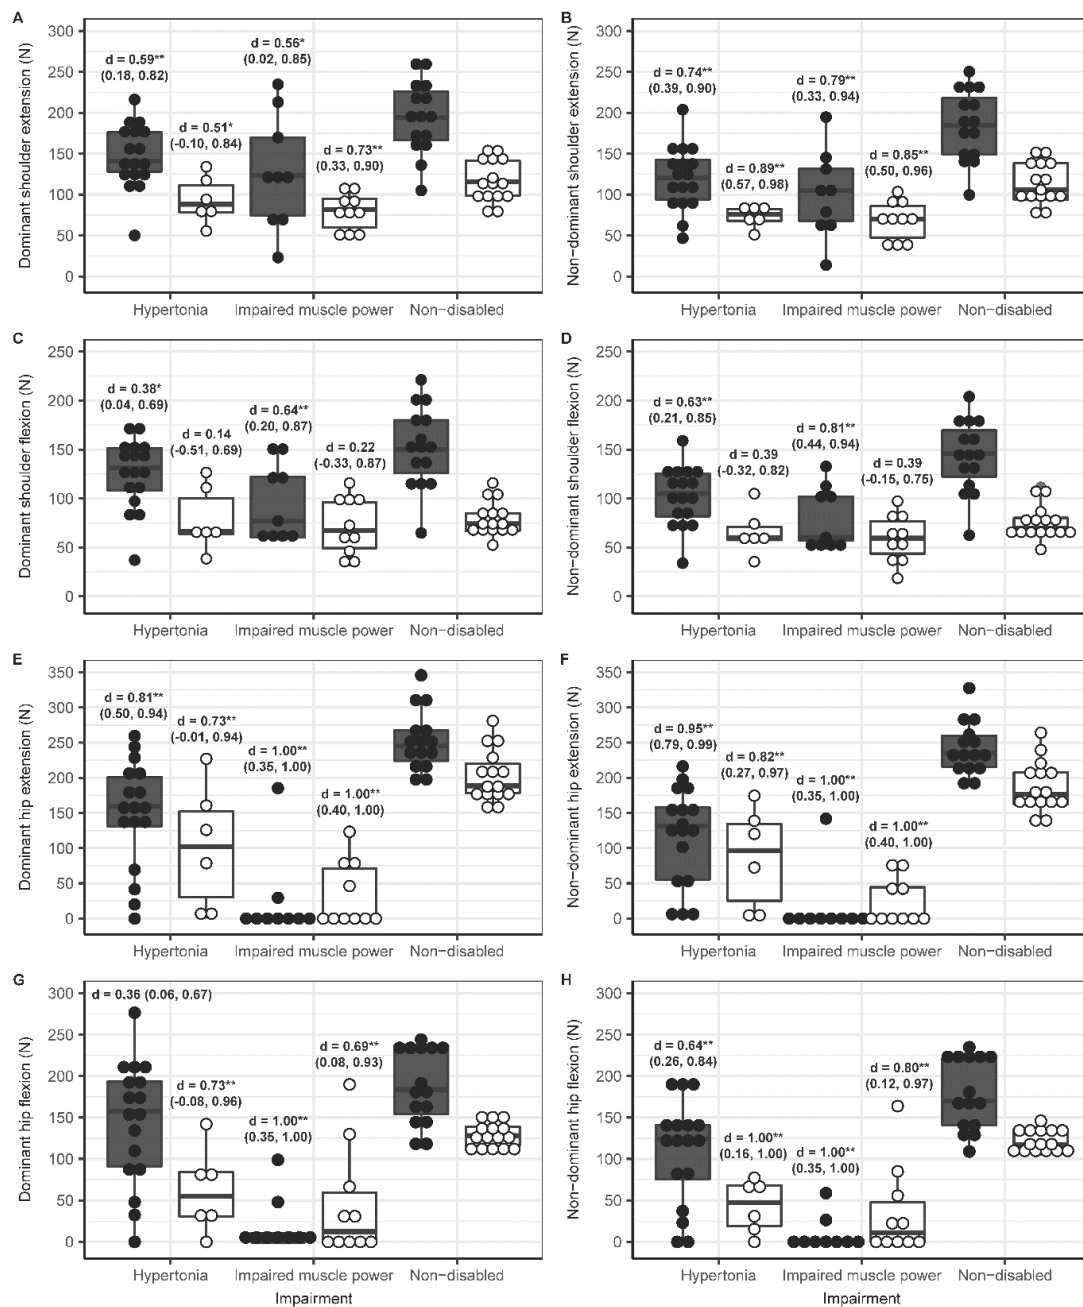 A
Dominant shoulder extension (N)
300
250
200
150
100
50
0
d = 0.59**
(0.18, 0.82)
d = 0.51*
(-0.10, 0.84)
d = 0.56*
(0.02, 0.85)
d = 0.73**
(0.33, 0.90)
Hypertonia
Impaired muscle power
Non−disabled
B
Non−dominant shoulder extension (N)
300
250
200
150
100
50
0
d = 0.74**
(0.39, 0.90)
d = 0.89**
(0.57, 0.98)
d = 0.79**
(0.33, 0.94)
d = 0.85**
(0.50, 0.96)
Hypertonia
Impaired muscle power
Non−disabled
C
Dominant shoulder flexion (N)
250
200
150
100
50
0
d = 0.38*
(0.04, 0.69)
d = 0.14
(-0.51, 0.69)
d = 0.64**
(0.20, 0.87)
d = 0.22
(-0.33, 0.87)
Hypertonia
Impaired muscle power
Non−disabled
D
Non−dominant shoulder flexion (N)
250
200
150
100
50
0
d = 0.63**
(0.21, 0.85)
d = 0.39
(-0.32, 0.82)
d = 0.81**
(0.44, 0.94)
d = 0.39
(-0.15, 0.75)
Hypertonia
Impaired muscle power
Non−disabled
E
Dominant hip extension (N)
350
300
250
200
150
100
50
0
d = 0.81**
(0.50, 0.94)
d = 0.73**
(-0.01, 0.94)
d = 1.00**
(0.35, 1.00)
d = 1.00**
(0.40, 1.00)
Hypertonia
Impaired muscle power
Non−disabled
F
Non−dominant hip extension (N)
350
300
250
200
150
100
50
0
d = 0.95**
(0.79, 0.99)
d = 0.82**
(0.27, 0.97)
d = 1.00**
(0.35, 1.00)
d = 1.00**
(0.40, 1.00)
Hypertonia
Impaired muscle power
Non−disabled
G
Domiant hip flexion (N)
300
250
200
150
100
50
0
d = 0.36 (0.06, 0.67)
d = 0.73**
(-0.08, 0.96)
d = 1.00**
(0.35, 1.00)
d = 0.69**
(0.08, 0.93)
Hypertonia
Impaired muscle power
Non−disabled
Impairment
H
Non−dominant hip flexion (N)
300
250
200
150
100
50
0
d = 0.64**
(0.26, 0.84)
d = 1.00**
(0.16, 1.00)
d = 1.00**
(0.35, 1.00)
d = 0.80**
(0.12, 0.97)
Hypertonia
Impaired muscle power
Non−disabled
Impairment